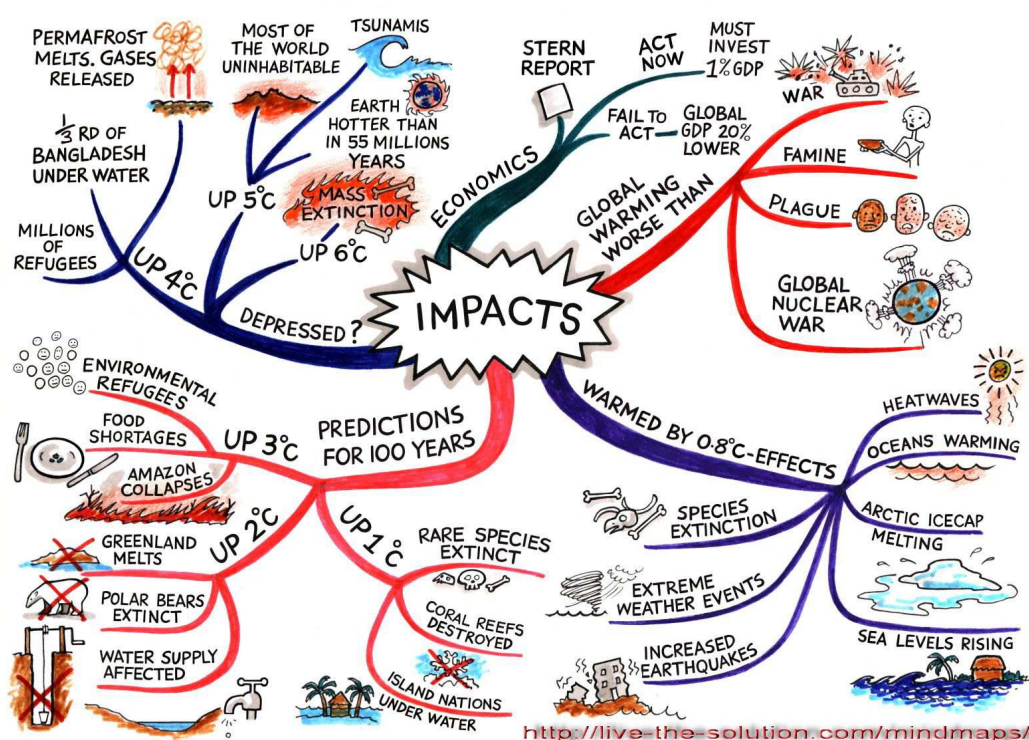 IMPACTS
ECONOMICS
STERN
REPORT
ACT
NOW
MUST
INVEST
1% GDP
FAIL TO
ACT
GLOBAL
GDP 20%
LOWER
GLOBAL
WARMING
WORSE THAN
WAR
FAMINE
PLAGUE
GLOBAL
NUCLEAR
WAR
WARMED BY 0·8°C-EFFECTS
HEATWAVES
OCEANS WARMING
ARCTIC ICECAP
MELTING
SEA LEVELS RISING
SPECIES
EXTINCTION
EXTREME
WEATHER EVENTS
INCREASED
EARTHQUAKES
PREDICTIONS
FOR 100 YEARS
UP 1°C
RARE SPECIES
EXTINCT
CORAL REEFS
DESTROYED
ISLAND NATIONS
UNDER WATER
UP 2°C
GREENLAND
MELTS
POLAR BEARS
EXTINCT
WATER SUPPLY
AFFECTED
UP 3°C
ENVIRONMENTAL
REFUGEES
FOOD
SHORTAGES
AMAZON
COLLAPSES
DEPRESSED?
UP 4°C
MILLIONS
OF
REFUGEES
1/3 RD OF
BANGLADESH
UNDER WATER
PERMAFROST
MELTS. GASES
RELEASED
UP 5°C
MOST OF
THE WORLD
UNINHABITABLE
TSUNAMIS
EARTH
HOTTER THAN
IN 55 MILLIONS
YEARS
UP 6°C
MASS
EXTINCTION
http://live-the-solution.com/mindmaps/